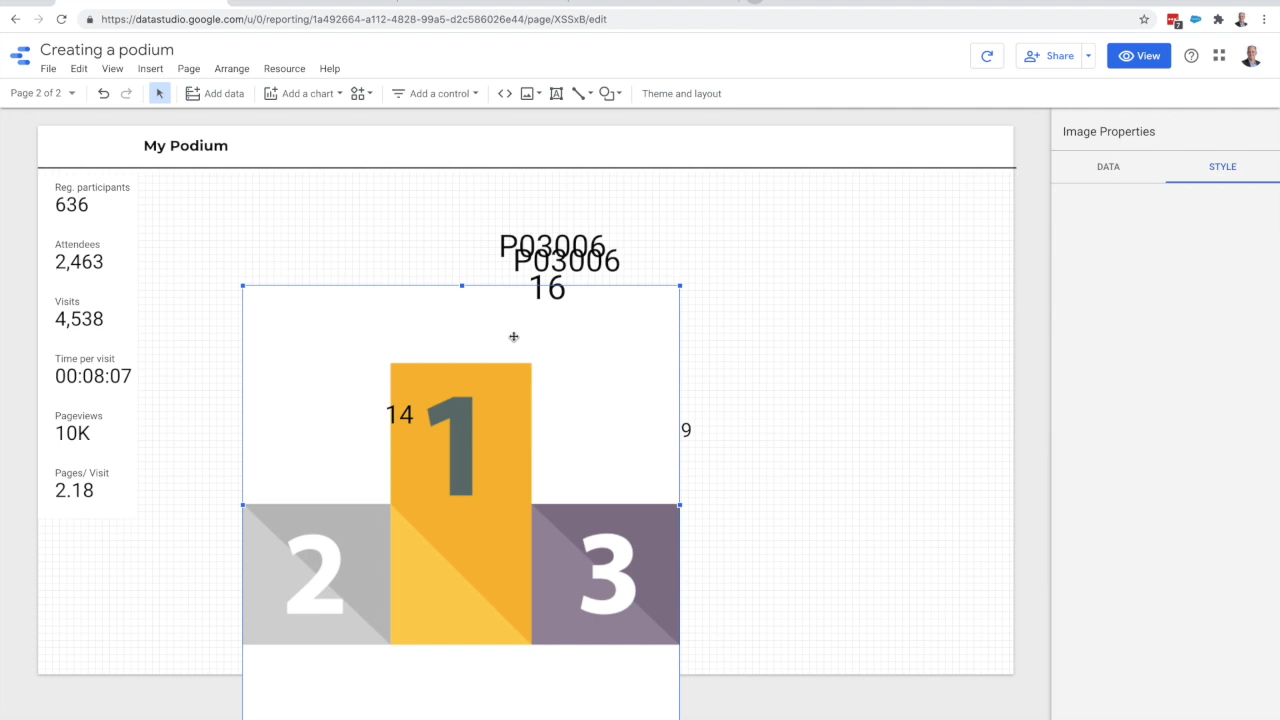 https://datastudio.google.com/u/0/reporting/1a492664-a112-4828-99a5-d2c586026e44/page/XSSxB/edit
7
Creating a podium
File Edit View Insert Page Arrange Resource Help
Share
View
Page 2 of 2
Add data
Add a chart
Add a control
Theme and layout
Image Properties
DATA
STYLE
My Podium
Reg. participants
636
Attendees
2,463
Visits
4,538
Time per visit
00:08:07
Pageviews
10K
Pages/ Visit
2.18
P03006
P03006
16
14
9
1
2
3